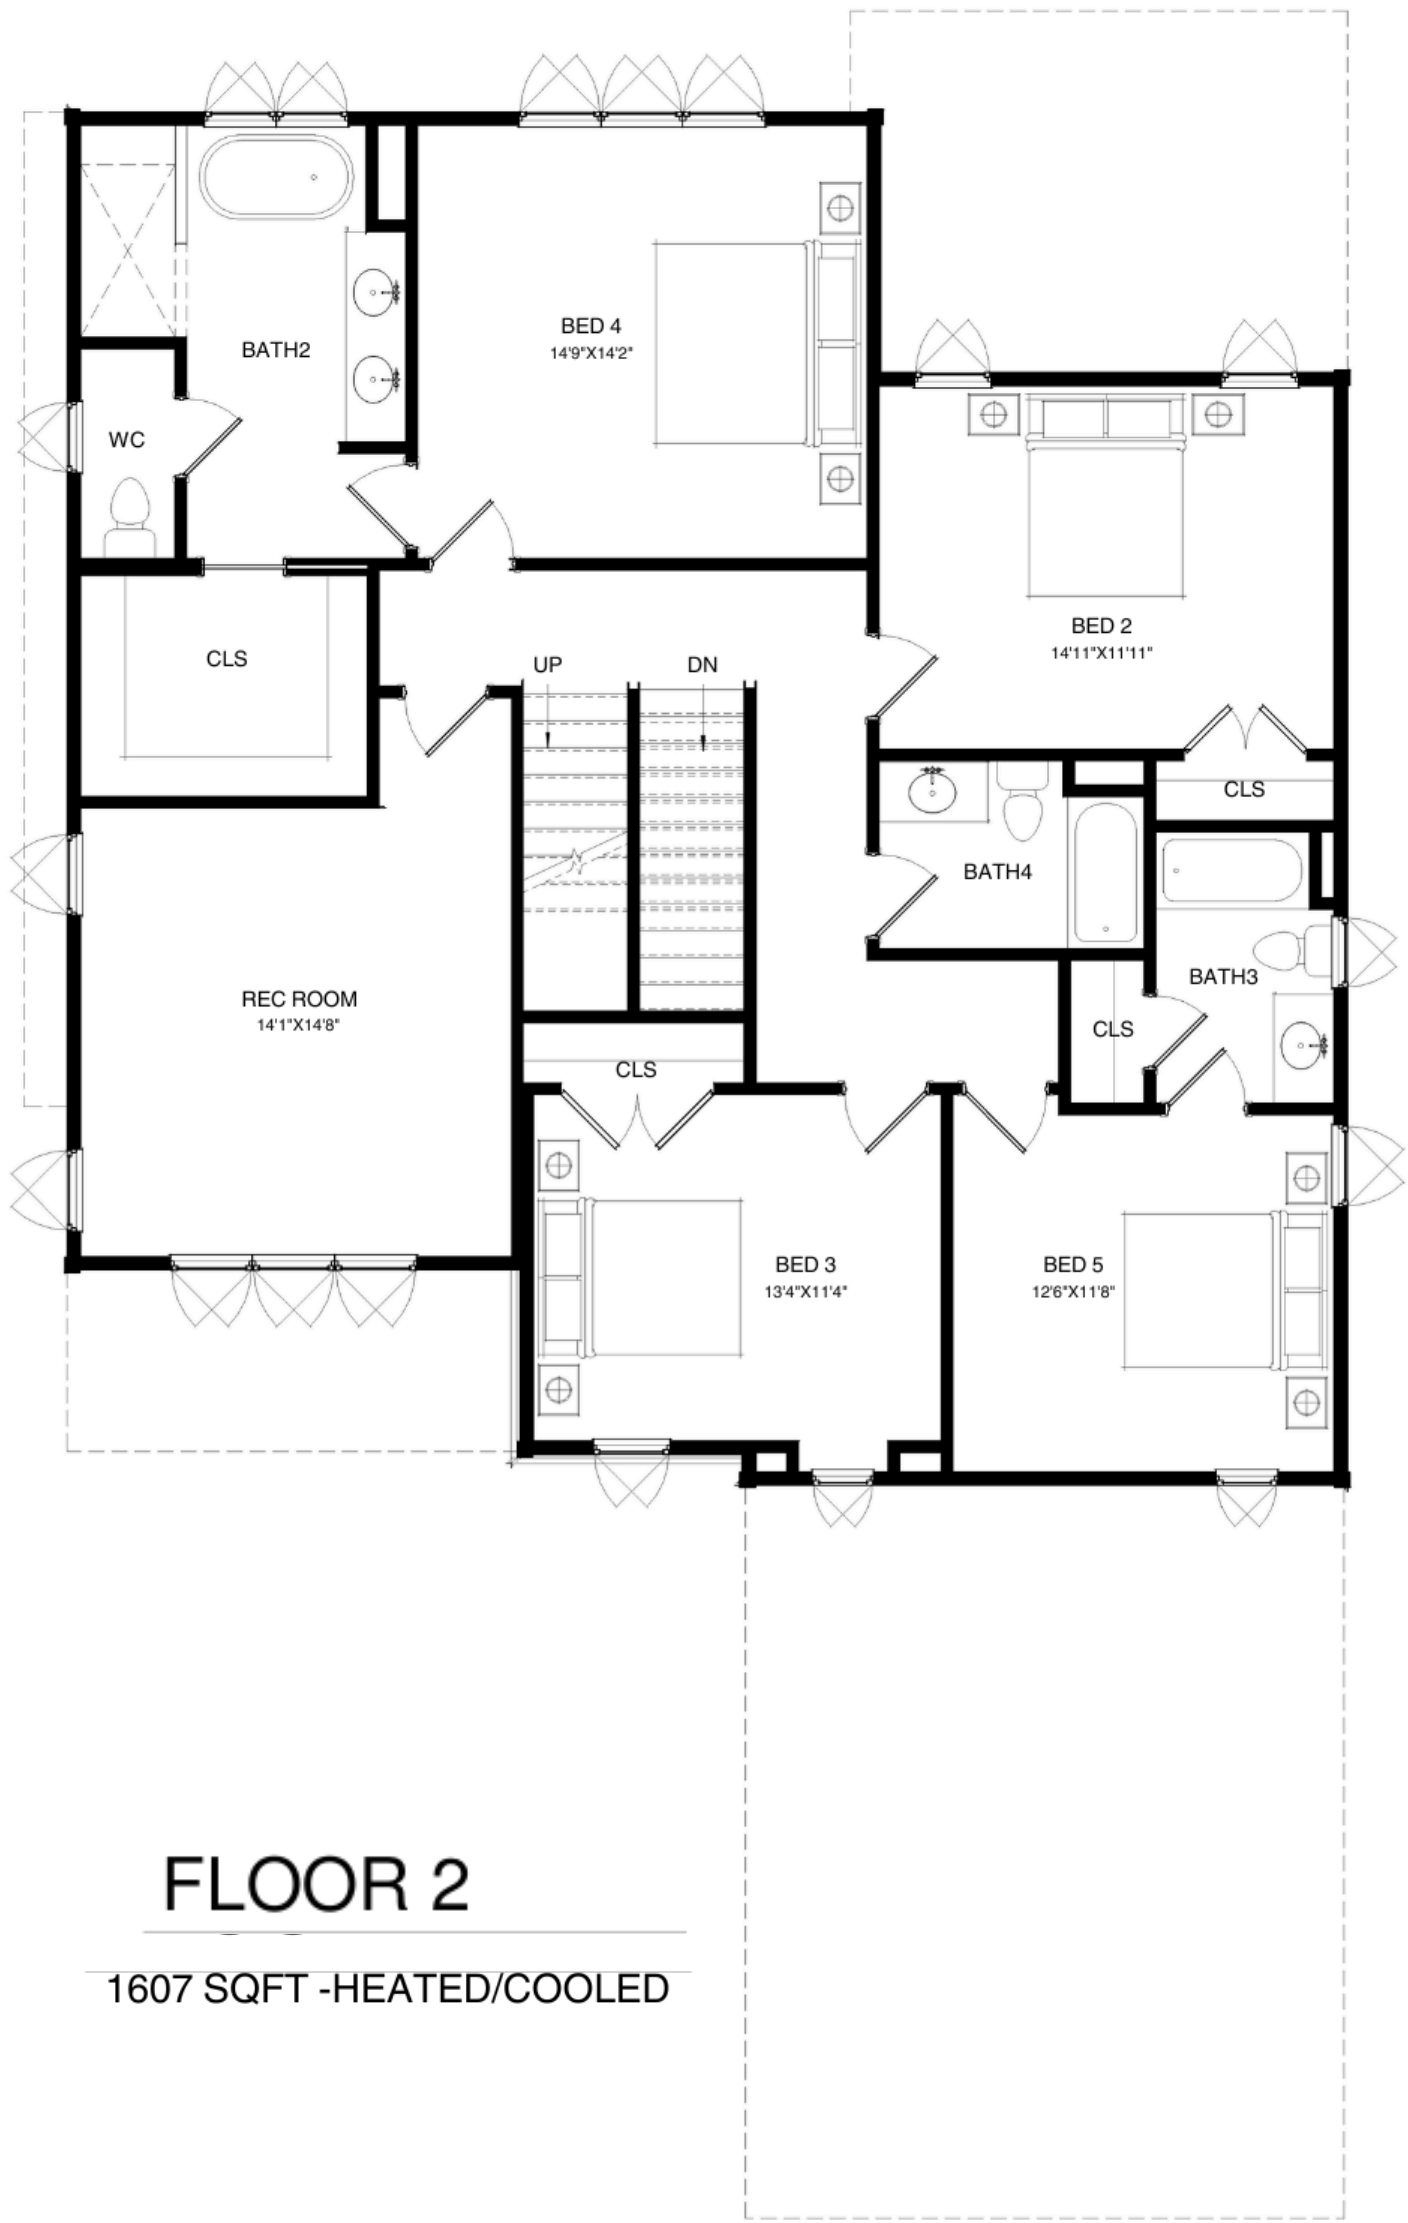 BED 4
14'9"X14'2"
BATH2
WC
BED 2
14'11"X11'11"
CLS
UP
DN
CLS
BATH4
BATH3
REC ROOM
14'1"X14'8"
CLS
CLS
BED 3
13'4"X11'4"
BED 5
12'6"X11'8"
FLOOR 2
1607 SQFT -HEATED/COOLED